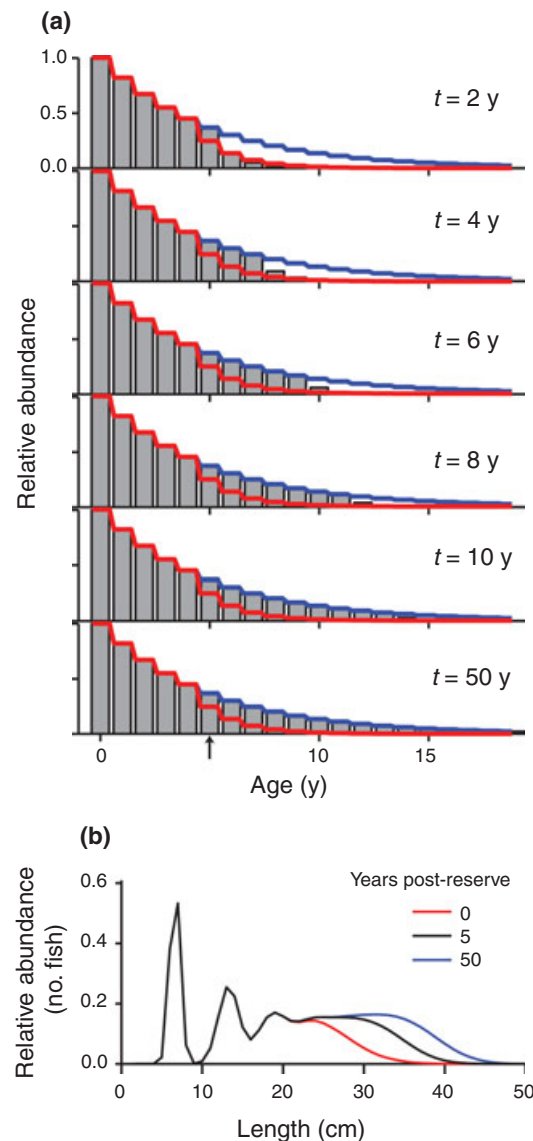 (a)
1.0
0.5
0.0
t = 2 y
t = 4 y
t = 6 y
t = 8 y
t = 10 y
t = 50 y
Relative abundance
0 5 10 15
Age (y)
(b)
Relative abundance
(no. fish)
0.6
0.4
0.2
0.0
Years post-reserve
0
5
50
0 10 20 30 40 50
Length (cm)